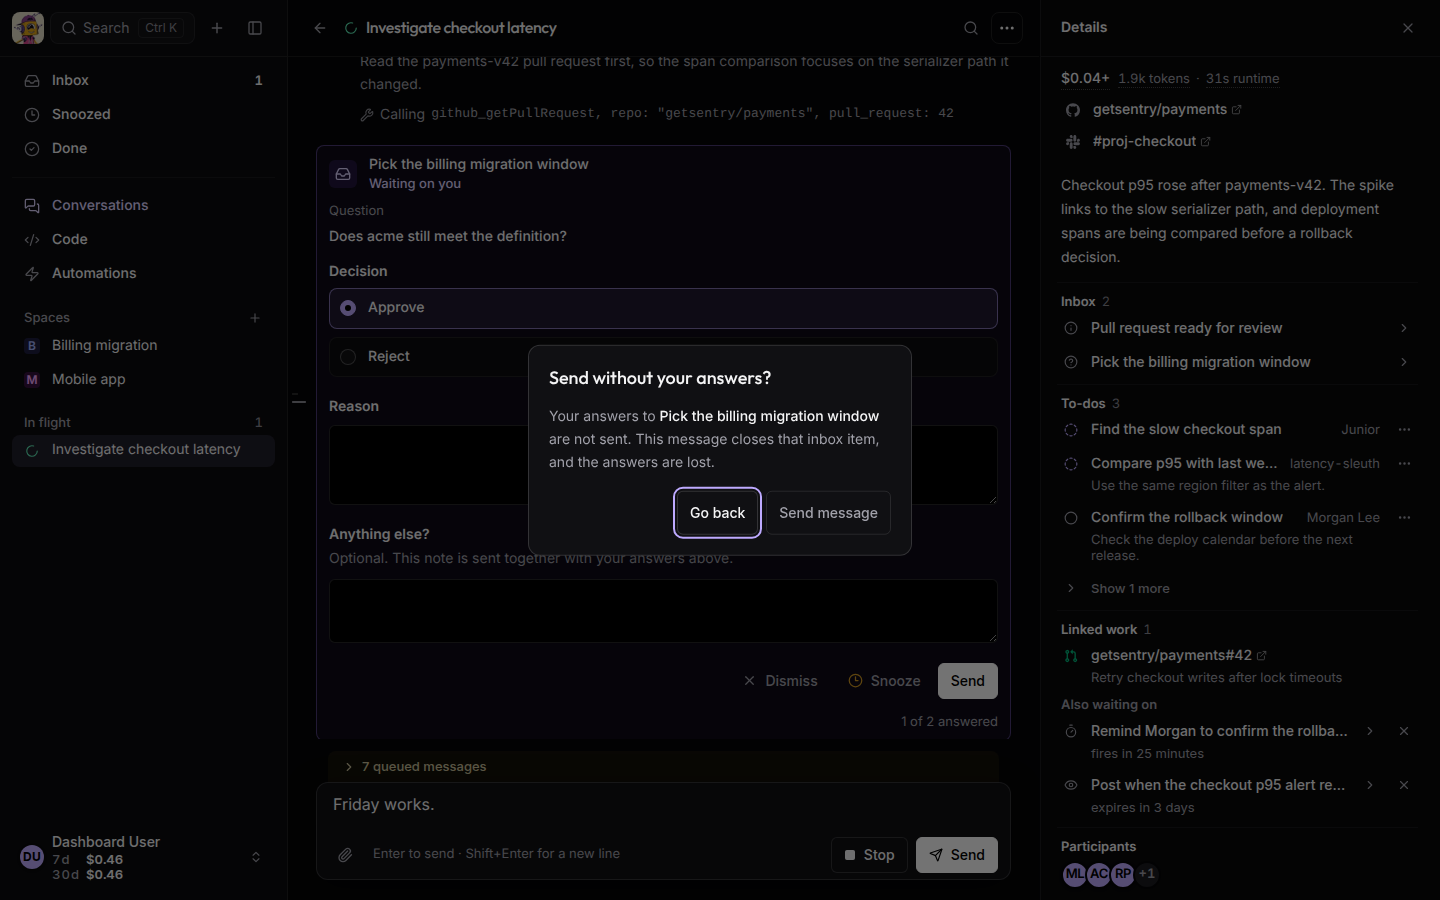 Search Ctrl K
Inbox 1
Snoozed
Done
Conversations
Code
Automations
Spaces
B Billing migration
M Mobile app
In flight 1
Investigate checkout latency
DU Dashboard User
7d $0.46
30d $0.46
Investigate checkout latency
Read the payments-v42 pull request first, so the span comparison focuses on the serializer path it
changed.
Calling github_getPullRequest, repo: "getsentry/payments", pull_request: 42
Pick the billing migration window
Waiting on you
Question
Does acme still meet the definition?
Decision
Approve
Reject
Reason
Anything else?
Optional. This note is sent together with your answers above.
Dismiss Snooze Send
1 of 2 answered
7 queued messages
Friday works.
Enter to send · Shift+Enter for a new line
Stop Send
Send without your answers?
Your answers to Pick the billing migration window
are not sent. This message closes that inbox item,
and the answers are lost.
Go back Send message
Details
$0.04+ 1.9k tokens · 31s runtime
getsentry/payments
#proj-checkout
Checkout p95 rose after payments-v42. The spike
links to the slow serializer path, and deployment
spans are being compared before a rollback
decision.
Inbox 2
Pull request ready for review
Pick the billing migration window
To-dos 3
Find the slow checkout span Junior
Compare p95 with last we... latency-sleuth
Use the same region filter as the alert.
Confirm the rollback window Morgan Lee
Check the deploy calendar before the next
release.
Show 1 more
Linked work 1
getsentry/payments#42
Retry checkout writes after lock timeouts
Also waiting on
Remind Morgan to confirm the rollba...
fires in 25 minutes
Post when the checkout p95 alert re...
expires in 3 days
Participants
ML AC RP +1